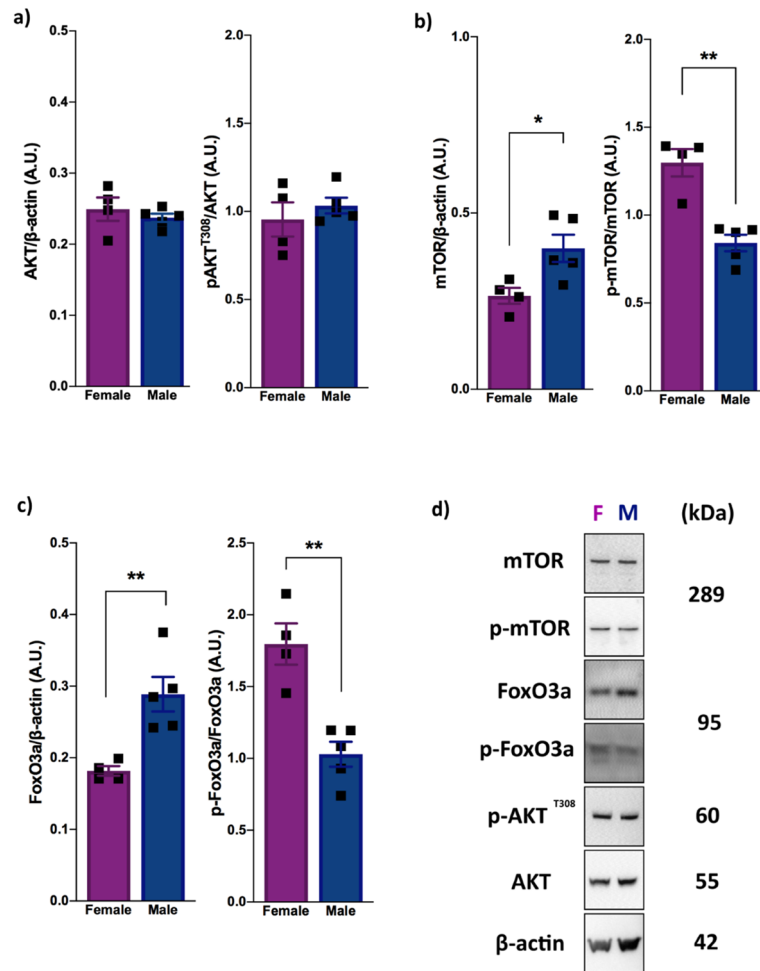 a)
AKT/β-actin (A.U.)
0.5
0.4
0.3
0.2
0.1
0.0
Female
Male
pAKT^T308/AKT (A.U.)
2.0
1.5
1.0
1.0
0.0
Female
Male
b)
mTOR/β-actin (A.U.)
1.0
0.5
0.0
*
Female
Male
p-mTOR/mTOR (A.U.)
2.0
1.5
1.0
1.0
0.0
**
Female
Male
c)
FoxO3a/β-actin (A.U.)
0.5
0.4
0.3
0.2
0.1
0.0
**
Female
Male
p-FoxO3a/FoxO3a (A.U.)
2.5
2.0
1.5
1.0
0.5
0.0
**
Female
Male
d)
F M (kDa)
mTOR
289
p-mTOR
FoxO3a
95
p-FoxO3a
p-AKT T308 60
AKT 55
β-actin 42